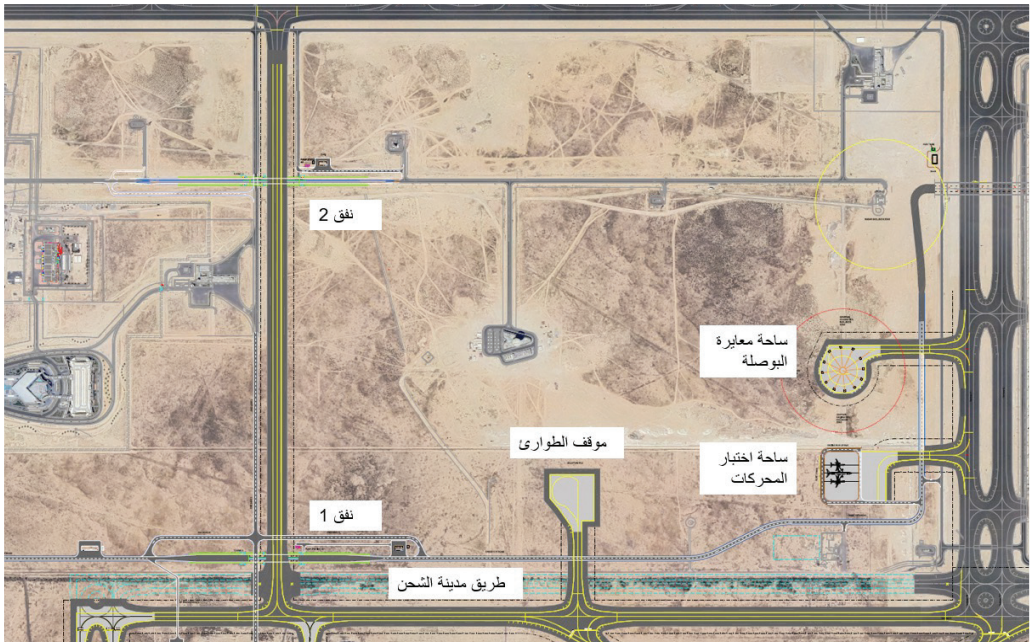 نفق 2
ساحة معايرة
البوصلة
موقف الطوارئ
ساحة اختبار
المحركات
نفق 1
طريق مدينة الشحن